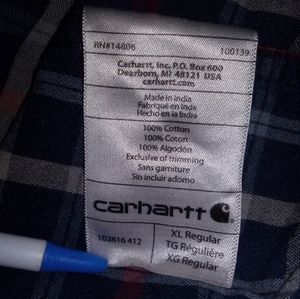 RN#14806 100139
Carhartt, Inc. P.O. Box 600
Dearborn, MI 48121 USA
carhartt.com
Made in India
Fabriqué en Inde
Hecho en la India
100% Cotton
100% Coton
100% Algodón
Exclusive of trimming
Sans garniture
Sin incluir adorno
carhartt
102816 412
XL Regular
TG Régulier
XG Regular